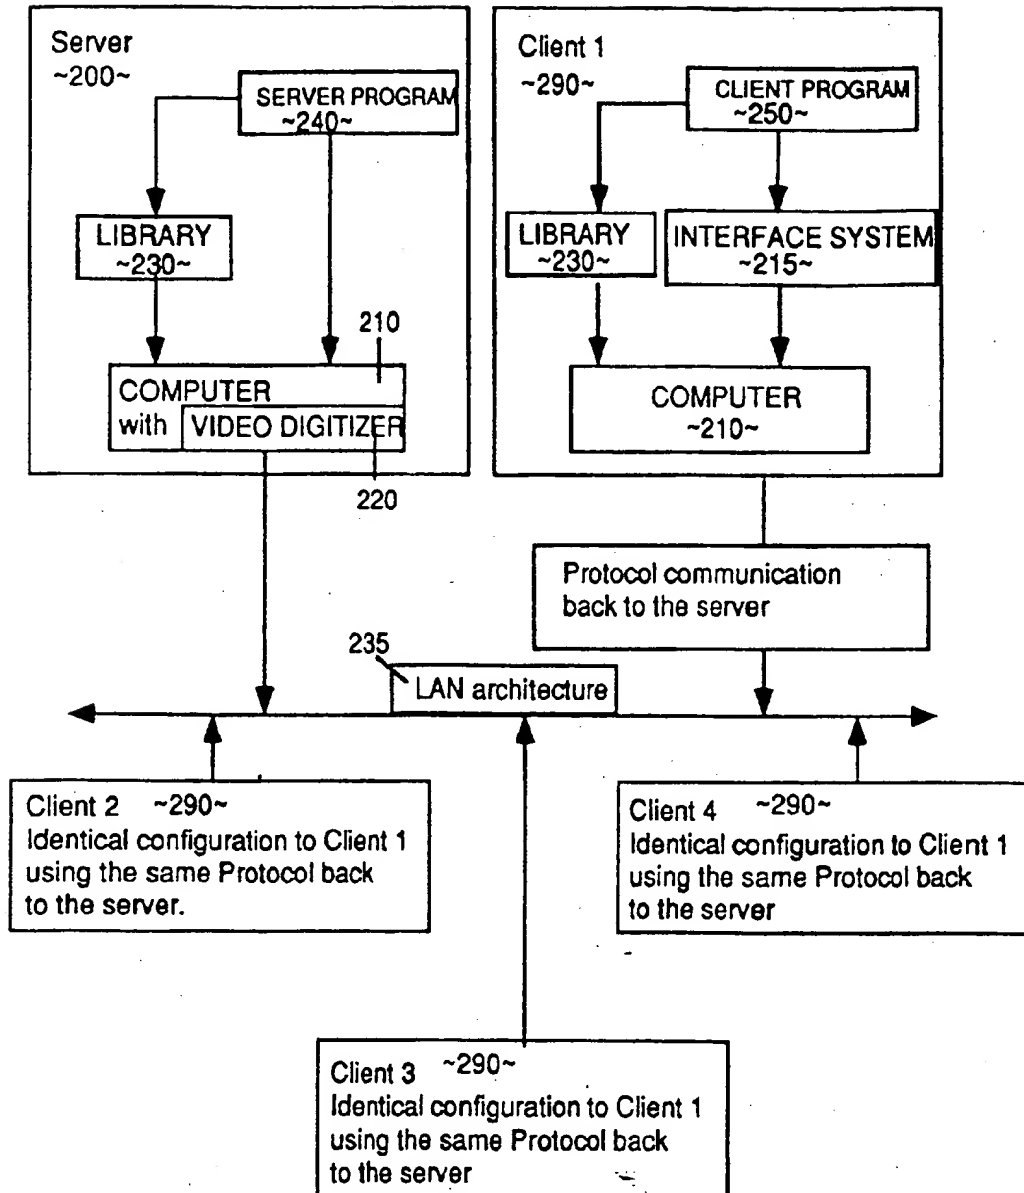 Server
~200~
SERVER PROGRAM
~240~
LIBRARY
~230~
210
COMPUTER
with VIDEO DIGITIZER
220
Client 1
~290~
CLIENT PROGRAM
~250~
LIBRARY
~230~
INTERFACE SYSTEM
~215~
COMPUTER
~210~
Protocol communication
back to the server
235
LAN architecture
Client 2 ~290~
Identical configuration to Client 1
using the same Protocol back
to the server.
Client 4 ~290~
Identical configuration to Client 1
using the same Protocol back
to the server
Client 3 ~290~
Identical configuration to Client 1
using the same Protocol back
to the server